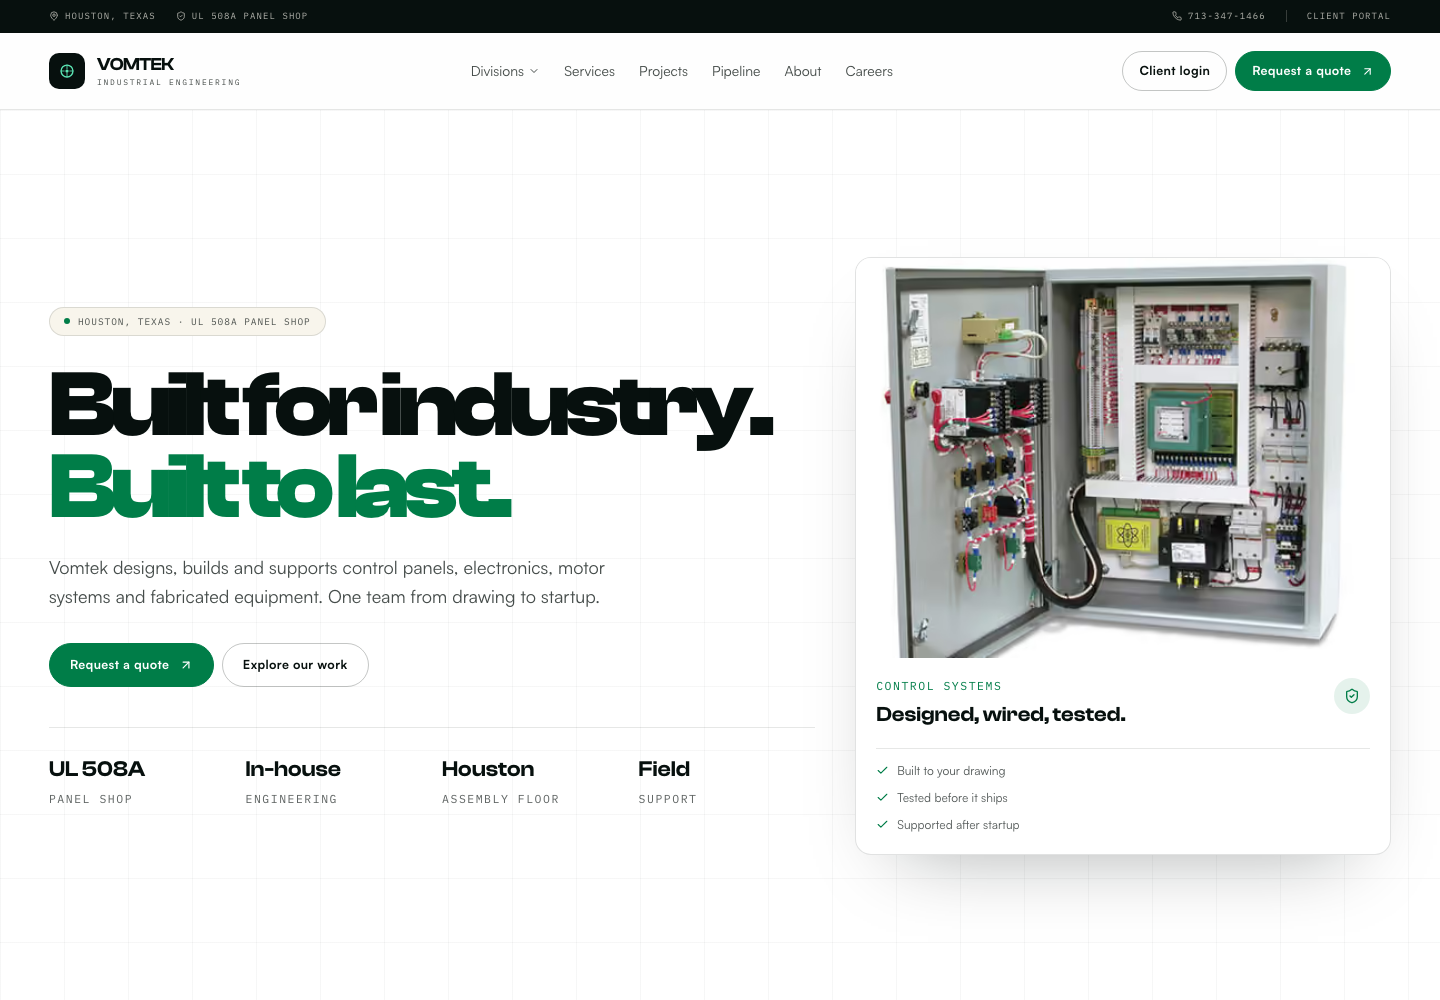 HOUSTON, TEXAS
UL 508A PANEL SHOP
713-347-1466
CLIENT PORTAL
VOMTEK
INDUSTRIAL ENGINEERING
Divisions
Services
Projects
Pipeline
About
Careers
Client login
Request a quote
HOUSTON, TEXAS · UL 508A PANEL SHOP
Built for industry.
Built to last.
Vomtek designs, builds and supports control panels, electronics, motor
systems and fabricated equipment. One team from drawing to startup.
Request a quote
Explore our work
UL 508A
PANEL SHOP
In-house
ENGINEERING
Houston
ASSEMBLY FLOOR
Field
SUPPORT
CONTROL SYSTEMS
Designed, wired, tested.
Built to your drawing
Tested before it ships
Supported after startup